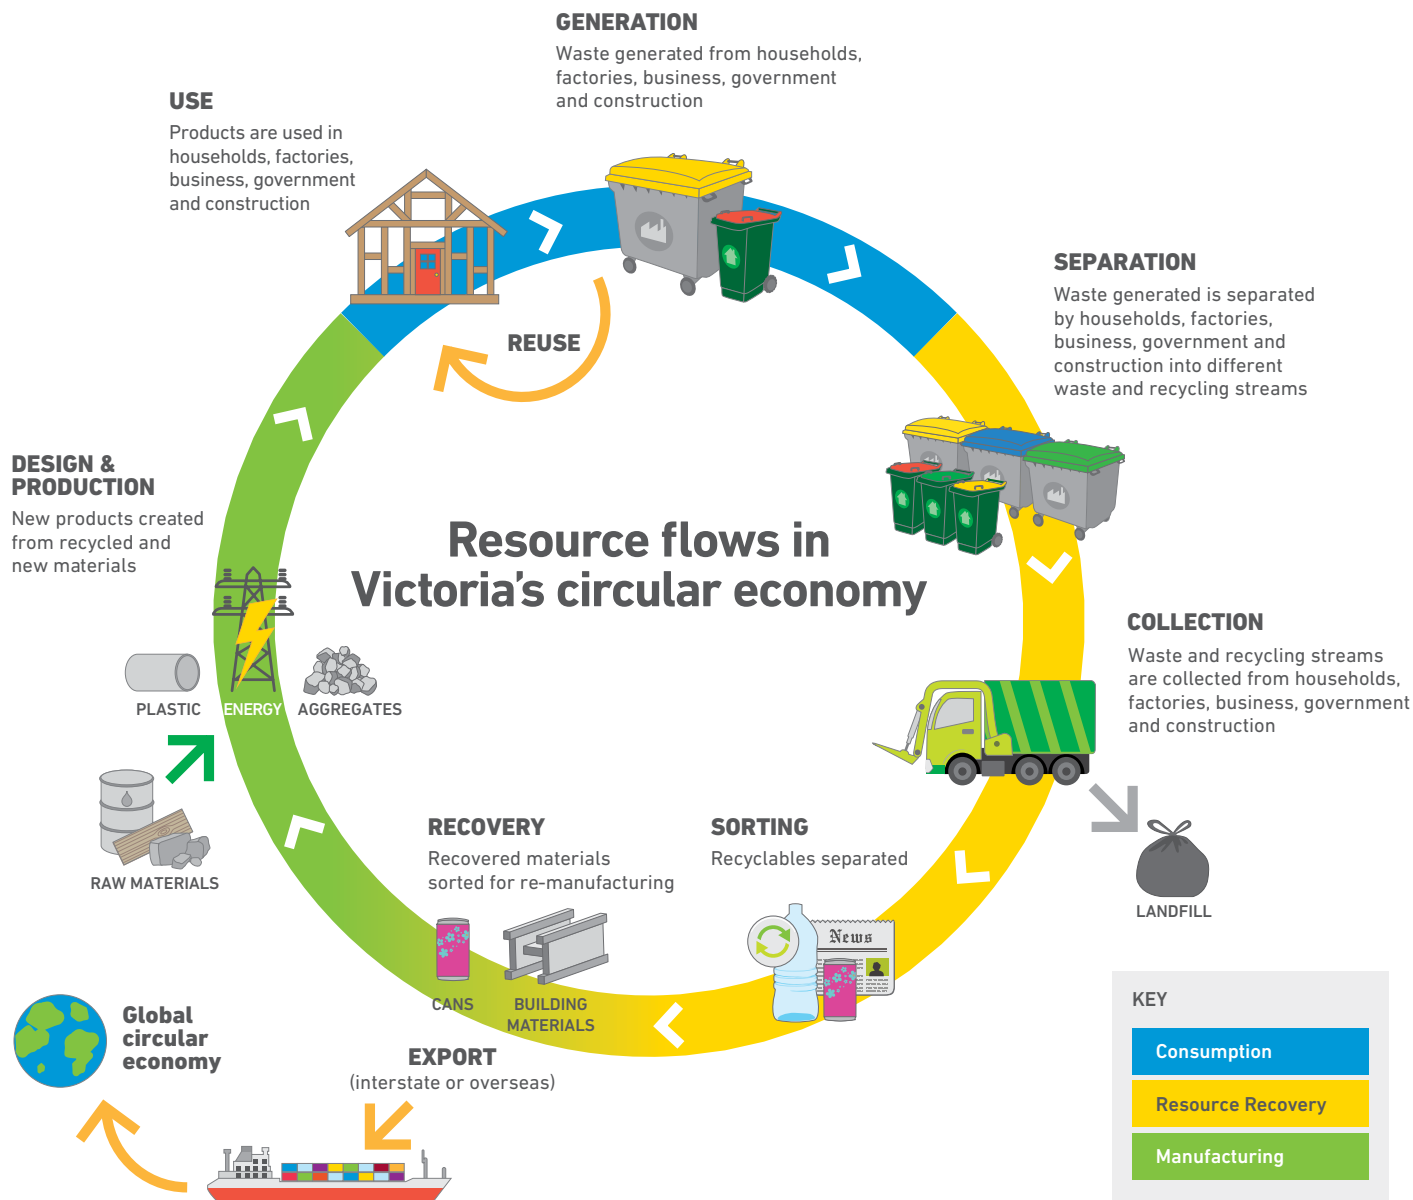 GENERATION
Waste generated from households,
factories, business, government
and construction
USE
Products are used in
households, factories,
business, government
and construction
REUSE
SEPARATION
Waste generated is separated
by households, factories,
business, government and
construction into different
waste and recycling streams
DESIGN &
PRODUCTION
New products created
from recycled and
new materials
Resource flows in
Victoria’s circular economy
COLLECTION
Waste and recycling streams
are collected from households,
factories, business, government
and construction
PLASTIC
ENERGY
AGGREGATES
RAW MATERIALS
RECOVERY
Recovered materials
sorted for re-manufacturing
SORTING
Recyclables separated
LANDFILL
News
CANS
BUILDING
MATERIALS
Global
circular
economy
EXPORT
(interstate or overseas)
KEY
Consumption
Resource Recovery
Manufacturing